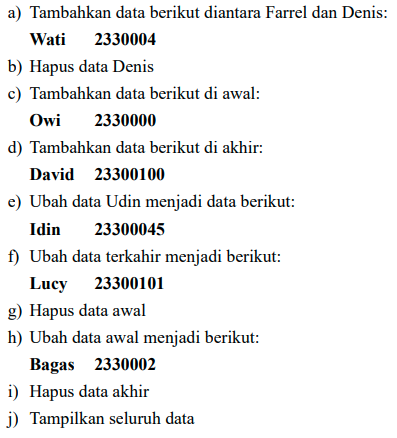 a) Tambahkan data berikut diantara Farrel dan Denis:
Wati 2330004
b) Hapus data Denis
c) Tambahkan data berikut di awal:
Owi 2330000
d) Tambahkan data berikut di akhir:
David 23300100
e) Ubah data Udin menjadi data berikut:
Idin 23300045
f) Ubah data terkahir menjadi berikut:
Lucy 23300101
g) Hapus data awal
h) Ubah data awal menjadi berikut:
Bagas 2330002
i) Hapus data akhir
j) Tampilkan seluruh data